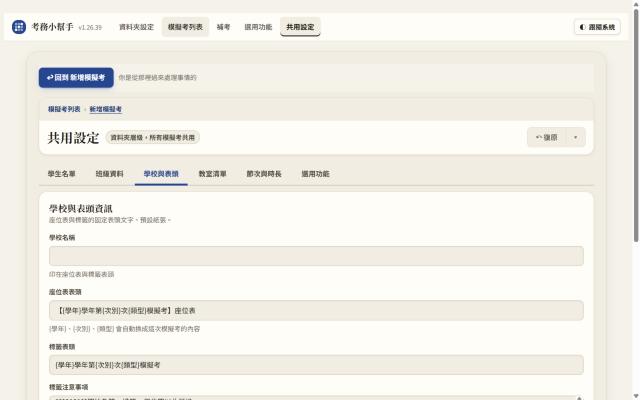 考務小幫手 v1.26.39 資料夾設定 模擬考列表 補考 選用功能 共用設定 跟隨系統
回到 新增模擬考 你是從那裡過來處理事情的
模擬考列表 › 新增模擬考
共用設定 資料夾層級・所有模擬考共用 復原
學生名單 班級資料 學校與表頭 教室清單 節次與時長 選用功能
學校與表頭資訊
座位表與標籤的固定表頭文字、預設紙張。
學校名稱
印在座位表與標籤表頭
座位表表頭
【{學年}學年第{次別}次{類型}模擬考】座位表
{學年}、{次別}、{類型} 會自動換成這次模擬考的內容
標籤表頭
{學年}學年第{次別}次{類型}模擬考
標籤注意事項